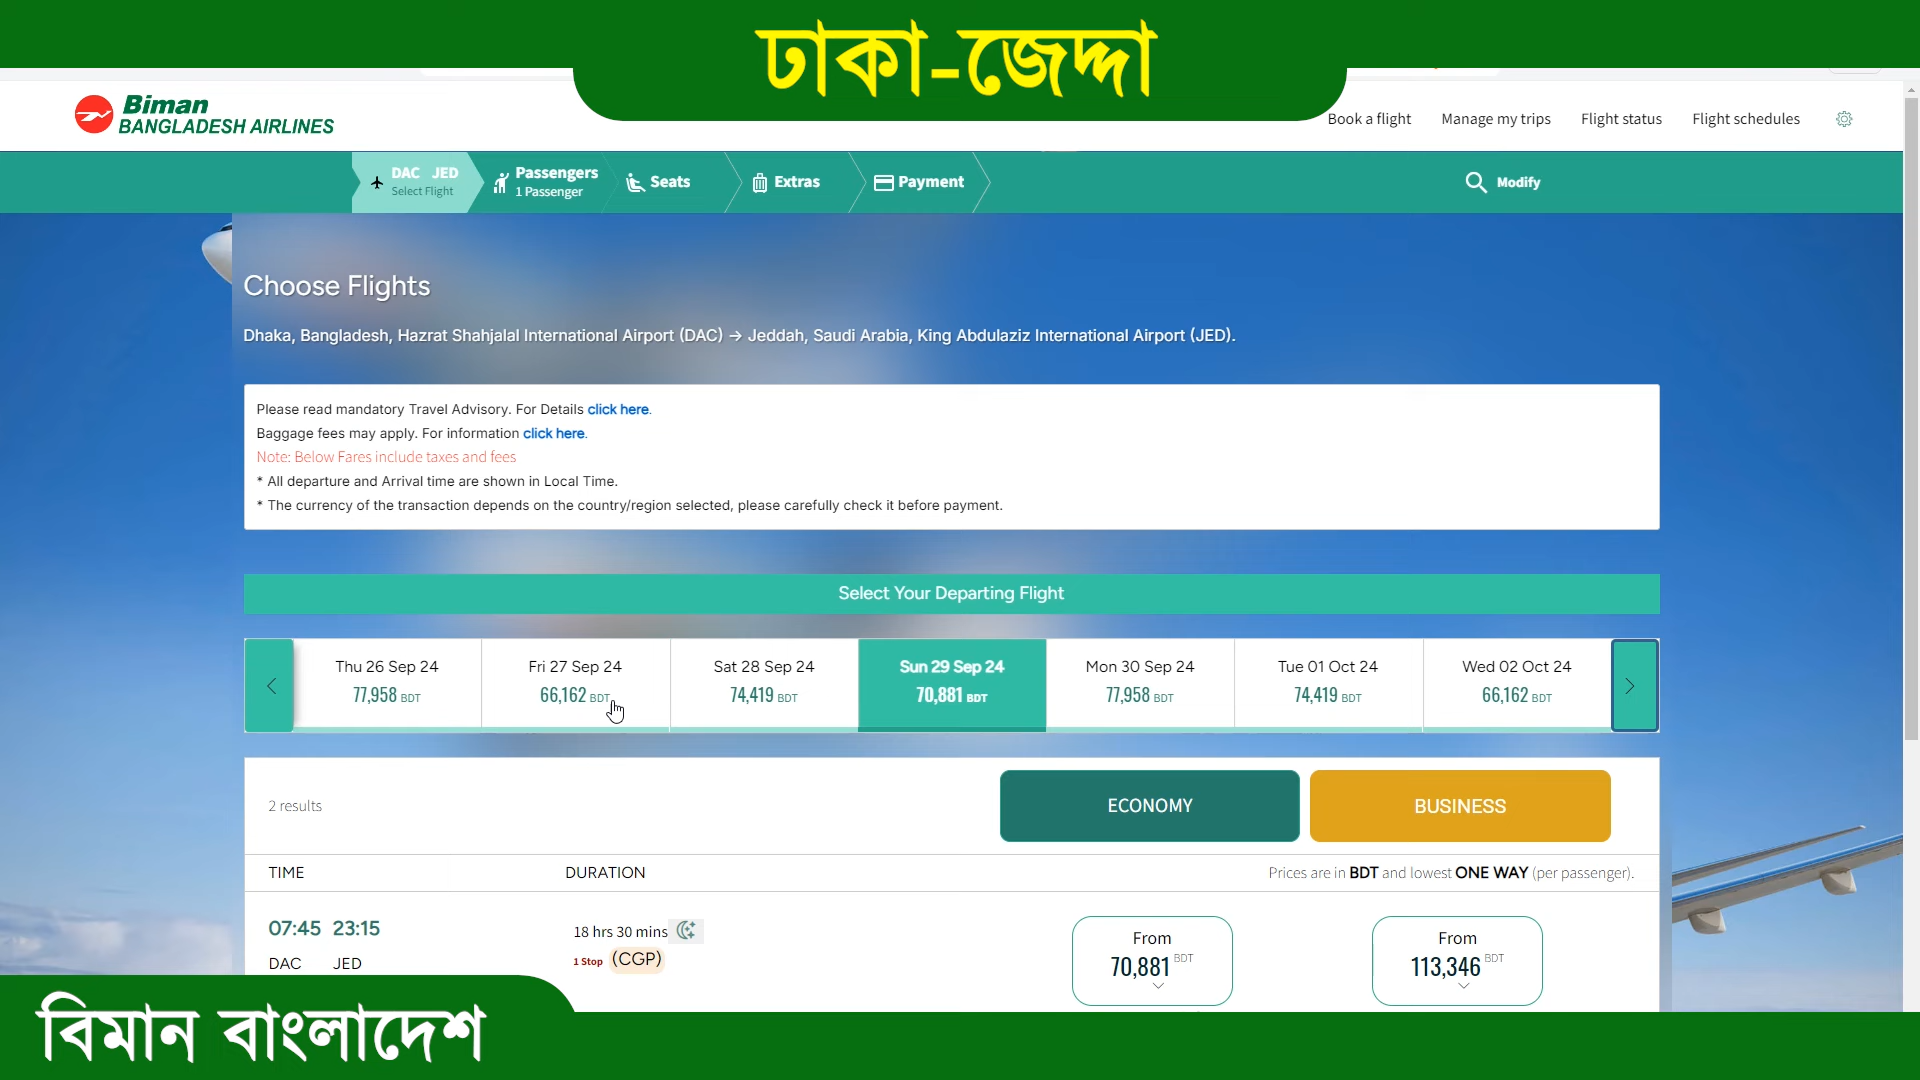 ঢাকা-জেদ্দা
Biman
BANGLADESH AIRLINES
Book a flight
Manage my trips
Flight status
Flight schedules
DAC JED
Select Flight
Passengers
1 Passenger
Seats
Extras
Payment
Modify
Choose Flights
Dhaka, Bangladesh, Hazrat Shahjalal International Airport (DAC) → Jeddah, Saudi Arabia, King Abdulaziz International Airport (JED).
Please read mandatory Travel Advisory. For Details click here.
Baggage fees may apply. For information click here.
Note: Below Fares include taxes and fees
* All departure and Arrival time are shown in Local Time.
* The currency of the transaction depends on the country/region selected, please carefully check it before payment.
Select Your Departing Flight
Thu 26 Sep 24
77,958 BDT
Fri 27 Sep 24
66,162 BDT
Sat 28 Sep 24
74,419 BDT
Sun 29 Sep 24
70,881 BDT
Mon 30 Sep 24
77,958 BDT
Tue 01 Oct 24
74,419 BDT
Wed 02 Oct 24
66,162 BDT
2 results
ECONOMY
BUSINESS
TIME
DURATION
Prices are in BDT and lowest ONE WAY (per passenger).
07:45 23:15
DAC JED
18 hrs 30 mins
1 Stop (CGP)
From
70,881 BDT
From
113,346 BDT
বিমান বাংলাদেশ